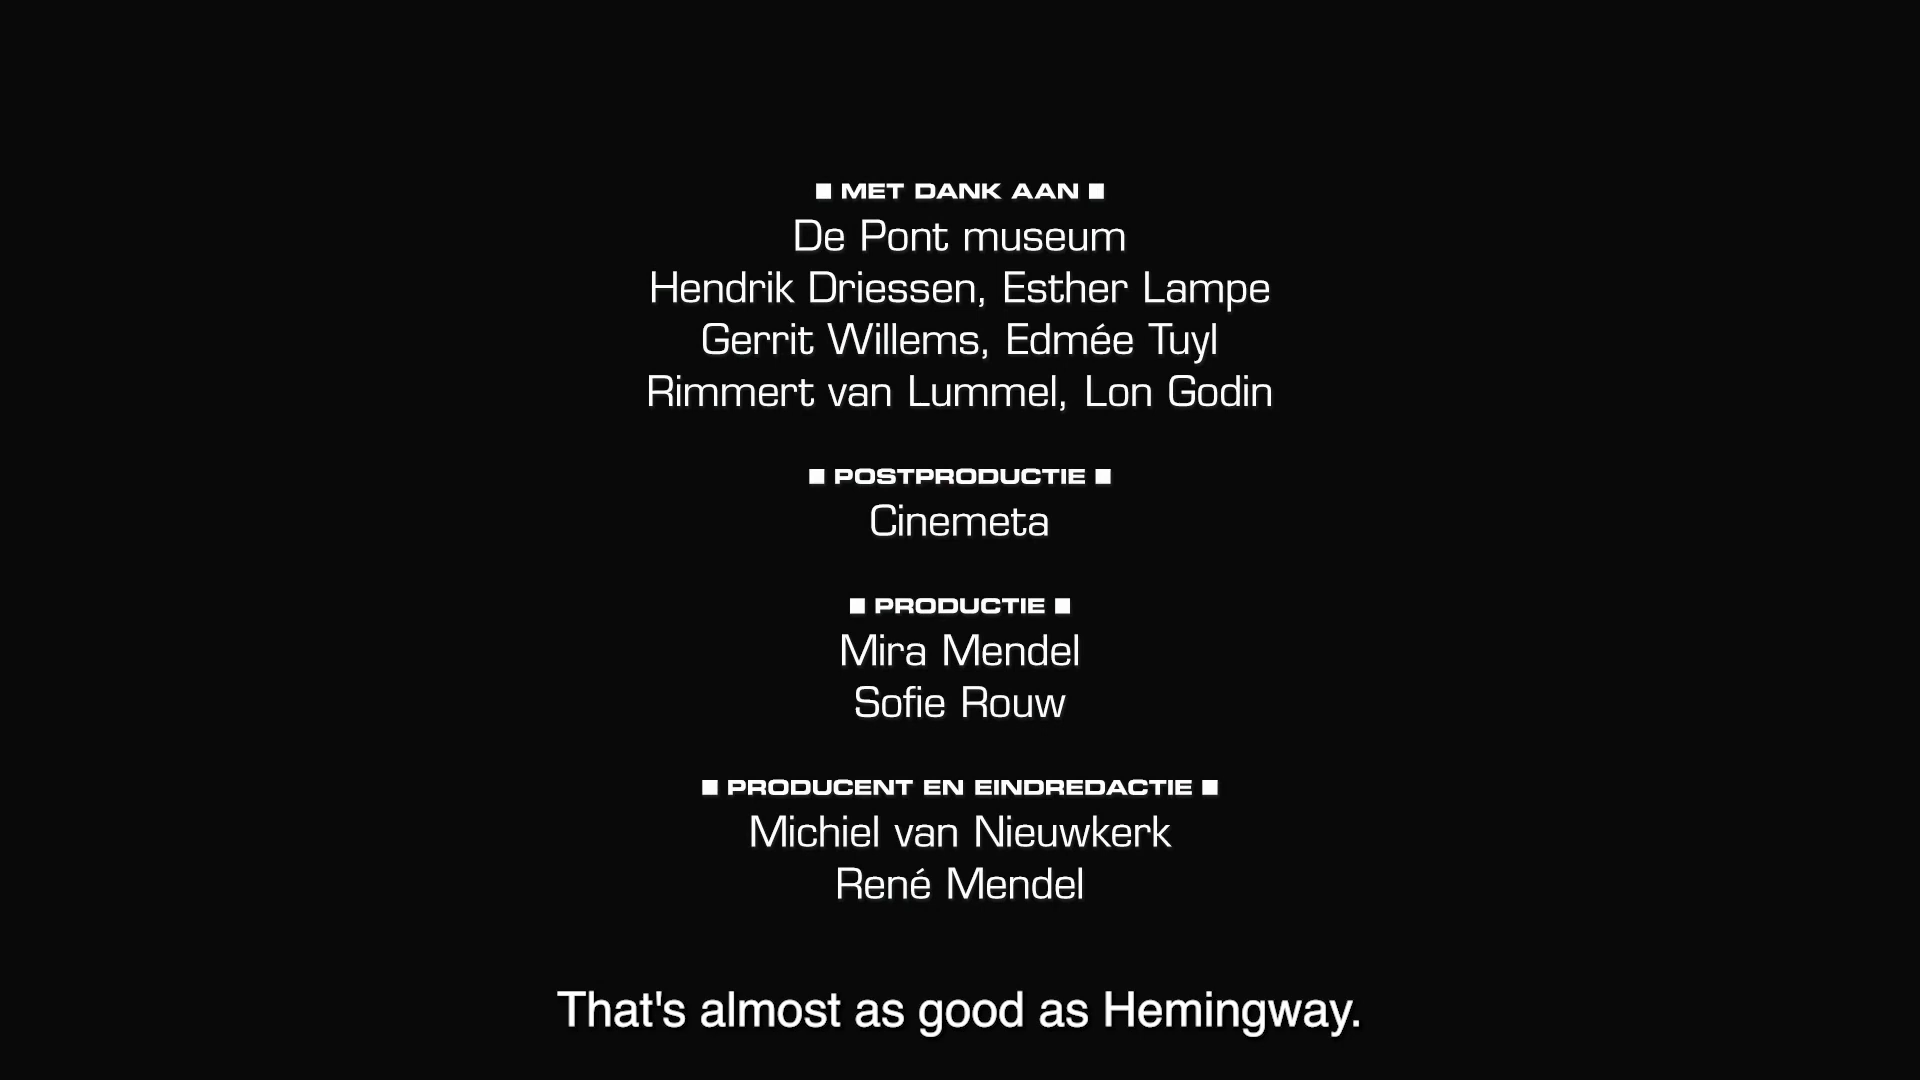 ■ MET DANK AAN ■
De Pont museum
Hendrik Driessen, Esther Lampe
Gerrit Willems, Edmée Tuyl
Rimmert van Lummel, Lon Godin
■ POSTPRODUCTIE ■
Cinemeta
■ PRODUCTIE ■
Mira Mendel
Sofie Rouw
■ PRODUCENT EN EINDREDACTIE ■
Michiel van Nieuwkerk
René Mendel
That's almost as good as Hemingway.